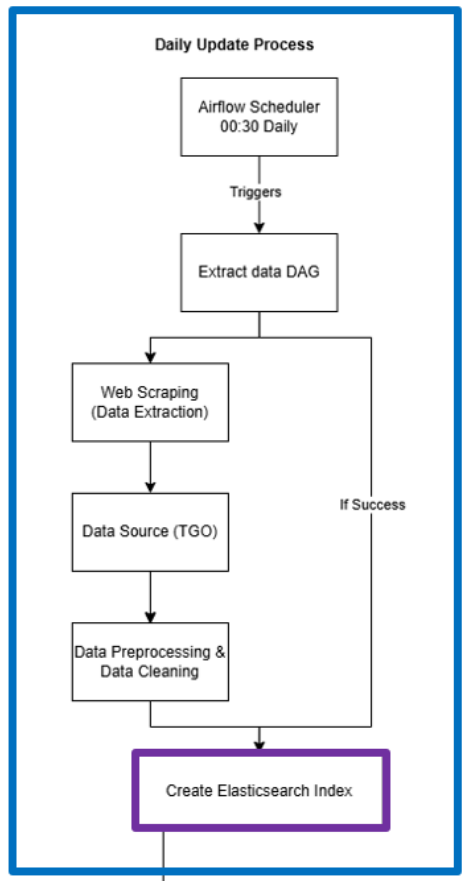 Daily Update Process
Airflow Scheduler
00:30 Daily
Triggers
Extract data DAG
Web Scraping
(Data Extraction)
If Success
Data Source (TGO)
Data Preprocessing &
Data Cleaning
Create Elasticsearch Index